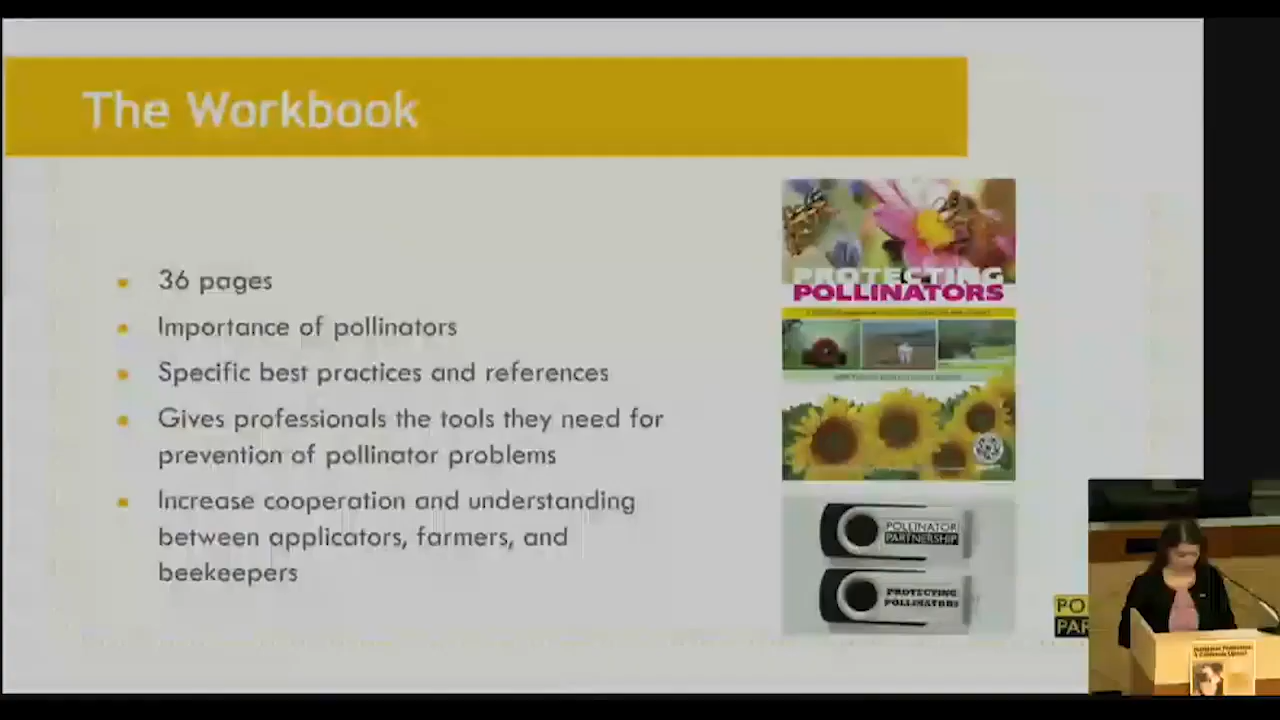 The Workbook
36 pages
Importance of pollinators
Specific best practices and references
Gives professionals the tools they need for
prevention of pollinator problems
Increase cooperation and understanding
between applicators, farmers, and
beekeepers
PROTECTING
POLLINATORS
POLLINATOR
PARTNERSHIP
PROTECTING
POLLINATORS
PO
PAR